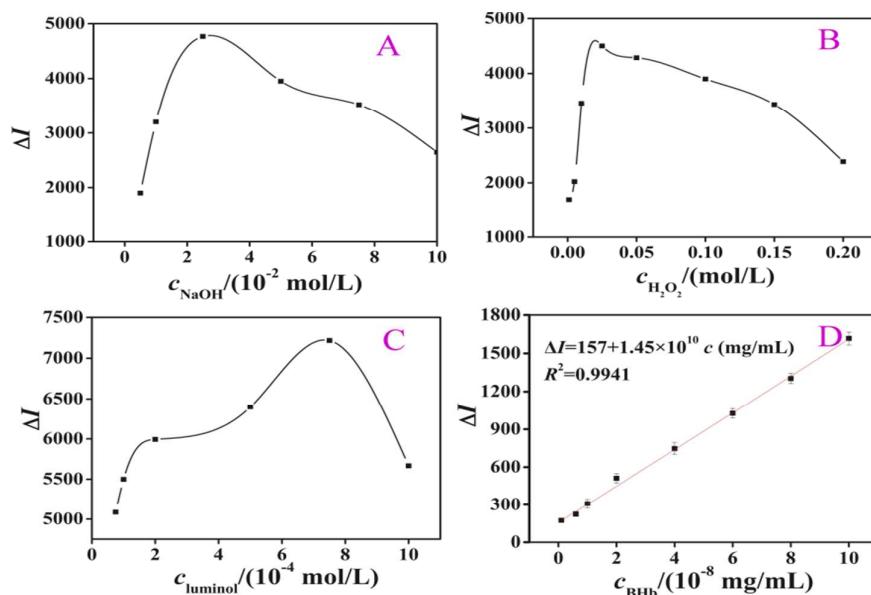 A
5000
4000
3000
2000
1000
ΔI
0 2 4 6 8 10
c_NaOH/(10⁻² mol/L)
B
5000
4000
3000
2000
1000
ΔI
0.00 0.05 0.10 0.15 0.20
c_H₂O₂/(mol/L)
C
7500
7000
6500
6000
5500
5000
ΔI
0 2 4 6 8 10
c_luminol/(10⁻⁴ mol/L)
D
1800
1500
1200
900
600
300
0
ΔI
ΔI=157+1.45×10¹⁰ c (mg/mL)
R²=0.9941
0 2 4 6 8 10
c_BHb/(10⁻⁸ mg/mL)